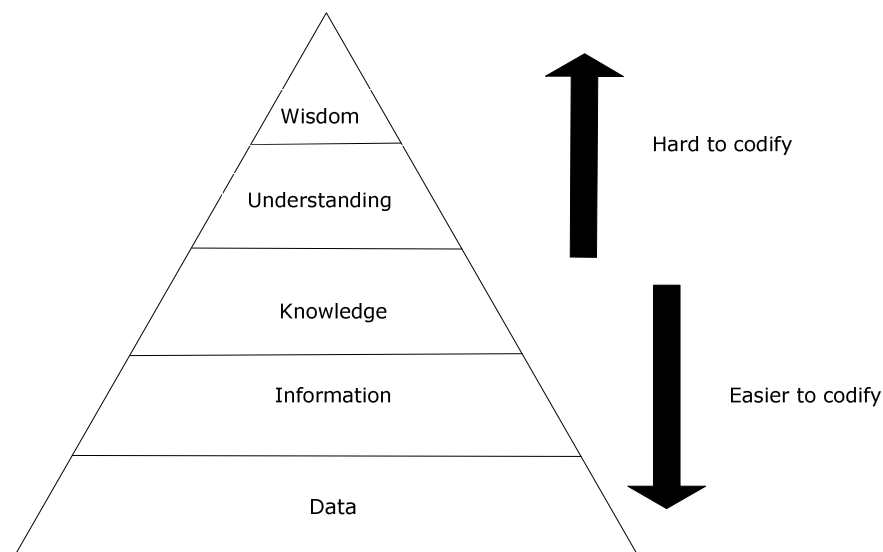 Wisdom
Hard to codify
Understanding
Knowledge
Information
Easier to codify
Data